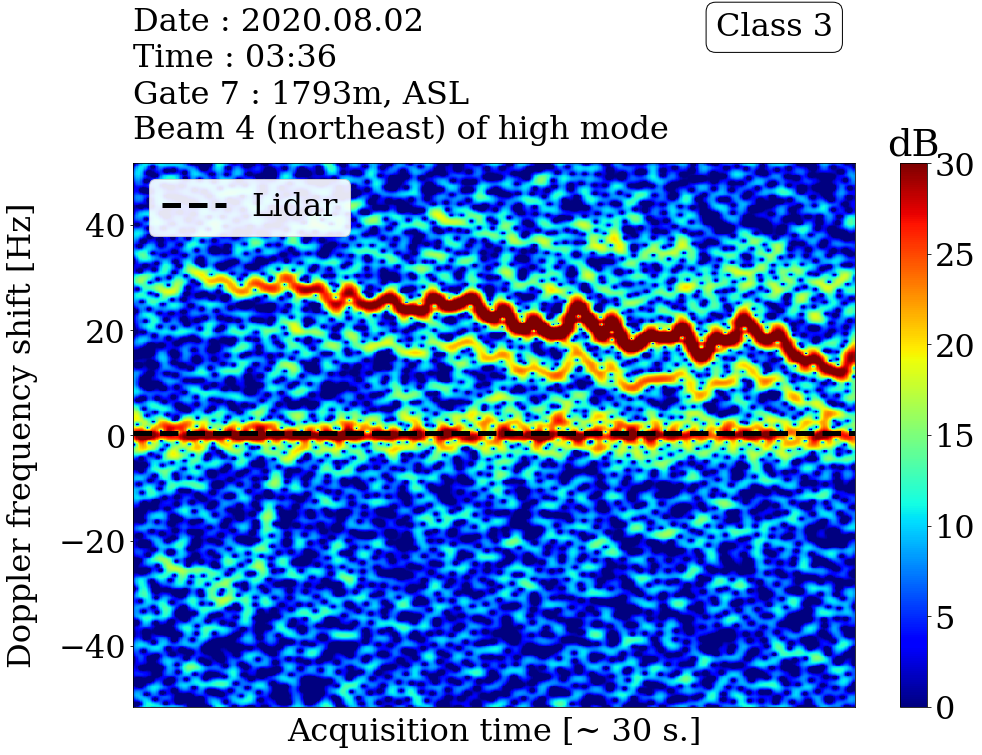 Date : 2020.08.02
Time : 03:36
Gate 7 : 1793m, ASL
Beam 4 (northeast) of high mode
Class 3
dB
Lidar
Doppler frequency shift [Hz]
40
20
0
−20
−40
30
25
20
15
10
5
0
Acquisition time [~ 30 s.]